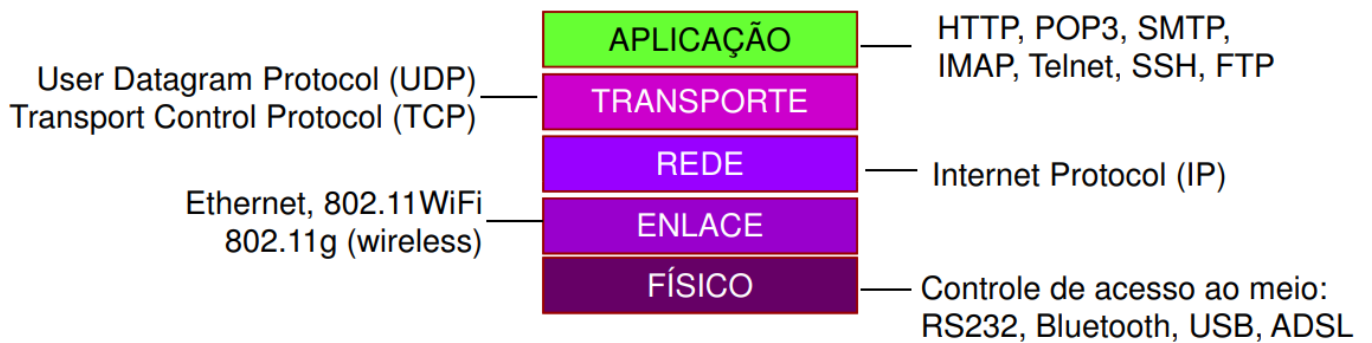 APLICAÇÃO
HTTP, POP3, SMTP,
IMAP, Telnet, SSH, FTP
User Datagram Protocol (UDP)
Transport Control Protocol (TCP)
TRANSPORTE
REDE
Internet Protocol (IP)
Ethernet, 802.11WiFi
802.11g (wireless)
ENLACE
FÍSICO
Controle de acesso ao meio:
RS232, Bluetooth, USB, ADSL